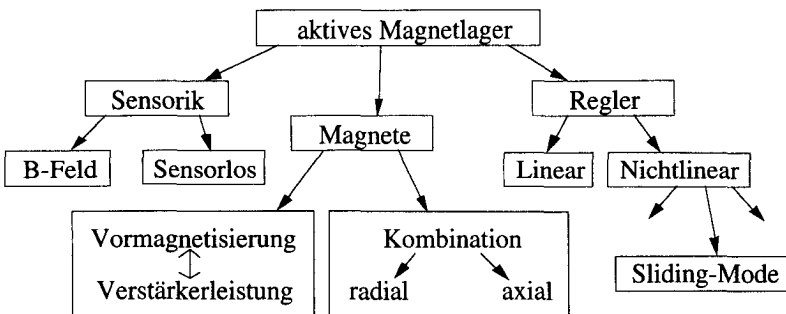 aktives Magnetlager
Sensorik
Regler
Magnete
B-Feld
Sensorlos
Linear
Nichtlinear
Vormagnetisierung
Verstärkerleistung
Kombination
radial
axial
Sliding-Mode